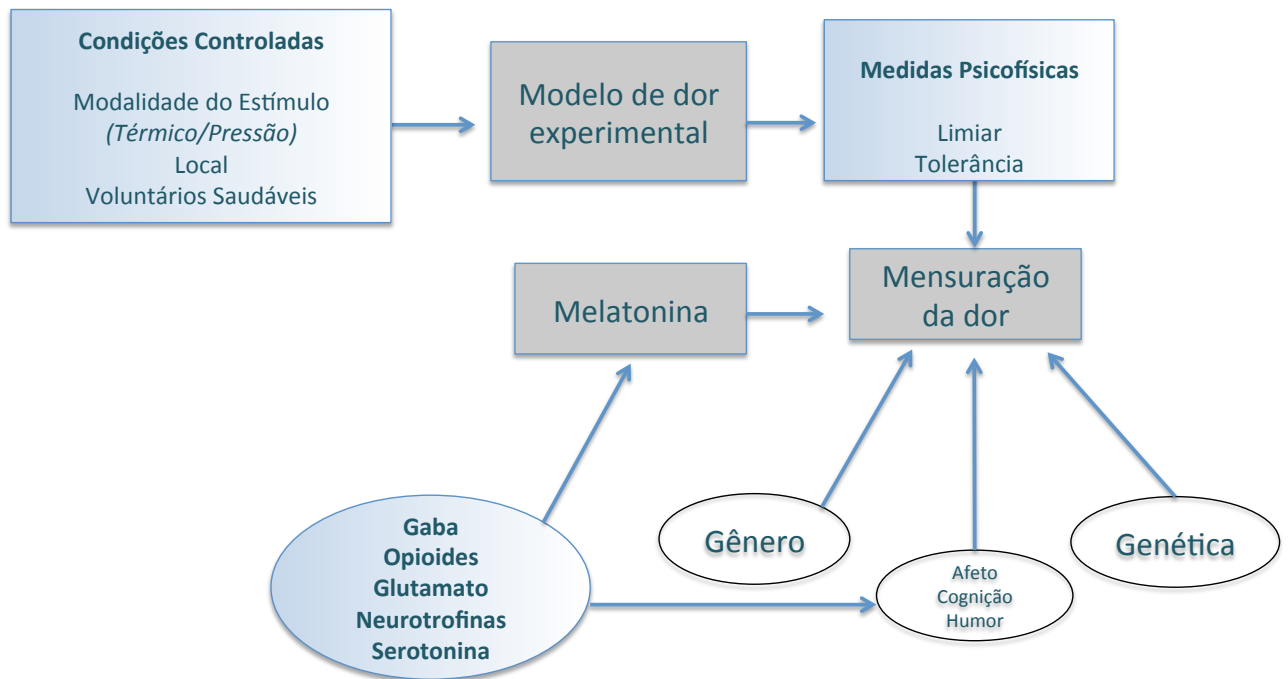 Condições Controladas
Modalidade do Estímulo
(Térmico/Pressão)
Local
Voluntários Saudáveis
Modelo de dor
experimental
Medidas Psicofísicas
Limiar
Tolerância
Melatonina
Mensuração
da dor
Gaba
Opioides
Glutamato
Neurotrofinas
Serotonina
Gênero
Afeto
Cognição
Humor
Genética